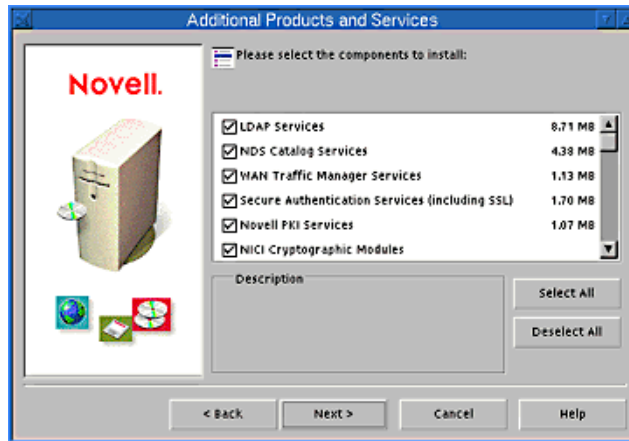 Additional Products and Services
Novell.
Please select the components to install:
LDAP Services 8.71 MB
NDS Catalog Services 4.38 MB
WAN Traffic Manager Services 1.13 MB
Secure Authentication Services (including SSL) 1.70 MB
Novell PKI Services 1.07 MB
NICI Cryptographic Modules
Description
Select All
Deselect All
< Back Next > Cancel Help